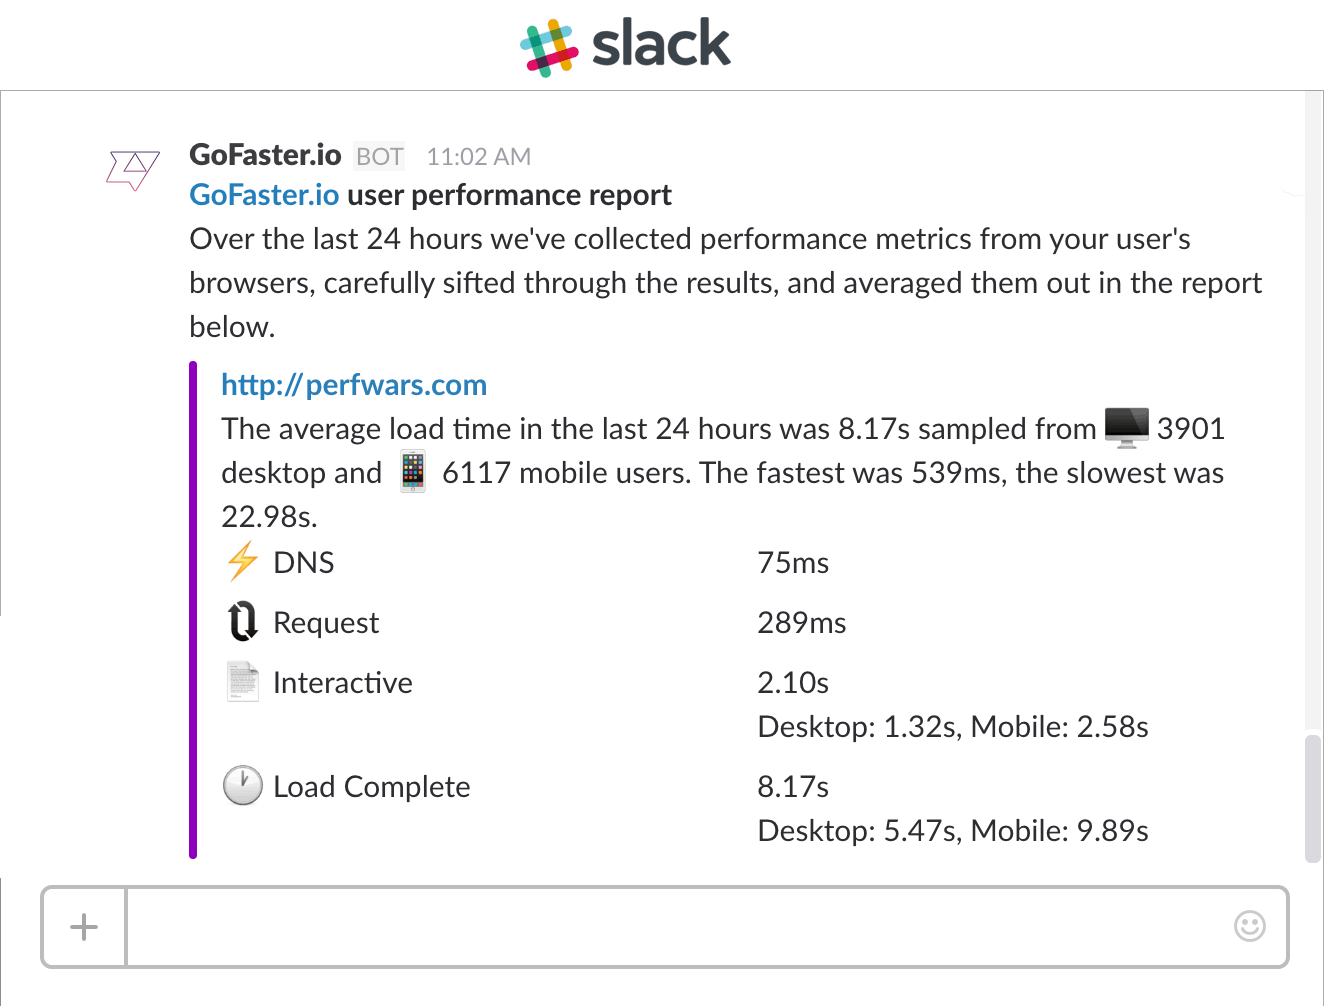 slack
GoFaster.io BOT 11:02 AM
GoFaster.io user performance report
Over the last 24 hours we've collected performance metrics from your user's
browsers, carefully sifted through the results, and averaged them out in the report
below.
http://perfwars.com
The average load time in the last 24 hours was 8.17s sampled from 3901
desktop and 6117 mobile users. The fastest was 539ms, the slowest was
22.98s.
DNS 75ms
Request 289ms
Interactive 2.10s
Desktop: 1.32s, Mobile: 2.58s
Load Complete 8.17s
Desktop: 5.47s, Mobile: 9.89s